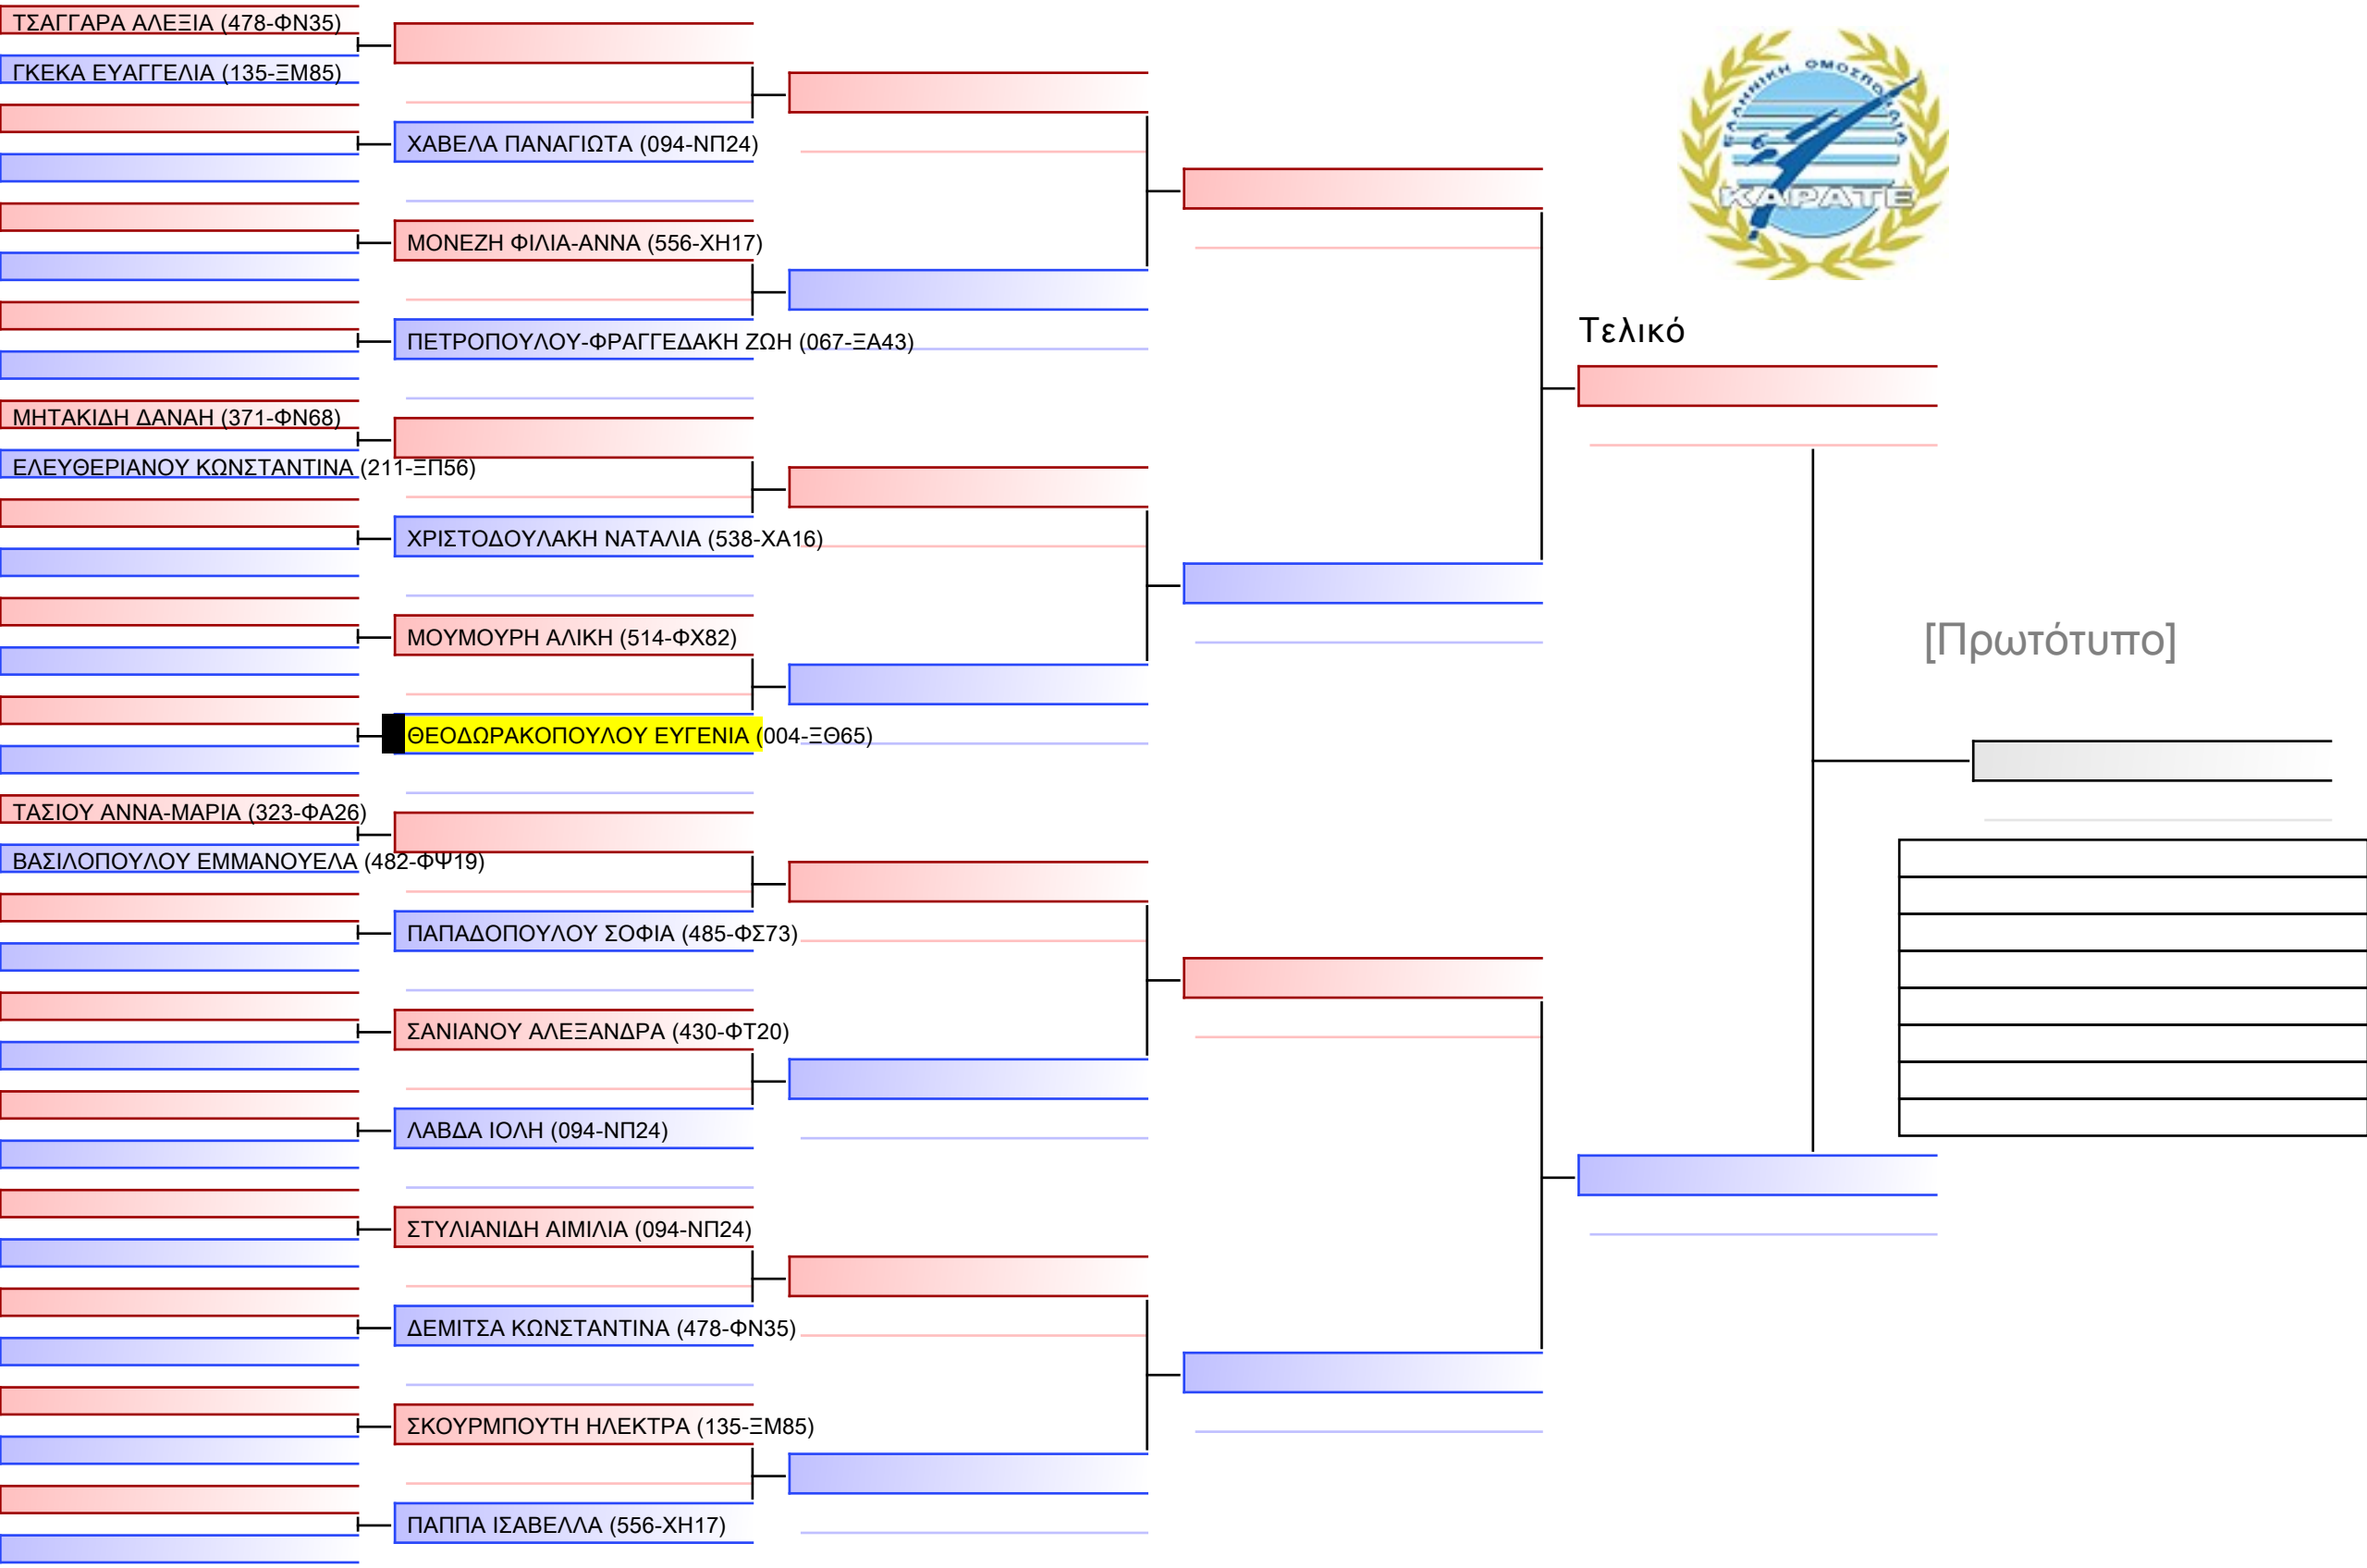 ΤΣΑΓΓΑΡΑ ΑΛΕΞΙΑ (478-ΦΝ35)
ΓΚΕΚΑ ΕΥΑΓΓΕΛΙΑ (135-ΞΜ85)
ΧΑΒΕΛΑ ΠΑΝΑΓΙΩΤΑ (094-ΝΠ24)
ΜΟΝΕΖΗ ΦΙΛΙΑ-ΑΝΝΑ (556-ΧΗ17)
ΠΕΤΡΟΠΟΥΛΟΥ-ΦΡΑΓΓΕΔΑΚΗ ΖΩΗ (067-ΞΑ43)
ΜΗΤΑΚΙΔΗ ΔΑΝΑΗ (371-ΦΝ68)
ΕΛΕΥΘΕΡΙΑΝΟΥ ΚΩΝΣΤΑΝΤΙΝΑ (211-ΞΠ56)
ΧΡΙΣΤΟΔΟΥΛΑΚΗ ΝΑΤΑΛΙΑ (538-ΧΑ16)
ΜΟΥΜΟΥΡΗ ΑΛΙΚΗ (514-ΦΧ82)
ΘΕΟΔΩΡΑΚΟΠΟΥΛΟΥ ΕΥΓΕΝΙΑ (004-ΞΘ65)
ΤΑΣΙΟΥ ΑΝΝΑ-ΜΑΡΙΑ (323-ΦΑ26)
ΒΑΣΙΛΟΠΟΥΛΟΥ ΕΜΜΑΝΟΥΕΛΑ (482-ΦΨ19)
ΠΑΠΑΔΟΠΟΥΛΟΥ ΣΟΦΙΑ (485-ΦΣ73)
ΣΑΝΙΑΝΟΥ ΑΛΕΞΑΝΔΡΑ (430-ΦΤ20)
ΛΑΒΔΑ ΙΟΛΗ (094-ΝΠ24)
ΣΤΥΛΙΑΝΙΔΗ ΑΙΜΙΛΙΑ (094-ΝΠ24)
ΔΕΜΙΤΣΑ ΚΩΝΣΤΑΝΤΙΝΑ (478-ΦΝ35)
ΣΚΟΥΡΜΠΟΥΤΗ ΗΛΕΚΤΡΑ (135-ΞΜ85)
ΠΑΠΠΑ ΙΣΑΒΕΛΛΑ (556-ΧΗ17)
ΕΛΛΗΝΙΚΗ ΟΜΟΣΠΟΝΔΙΑ
ΚΑΡΑΤΕ
Τελικό
[Πρωτότυπο]